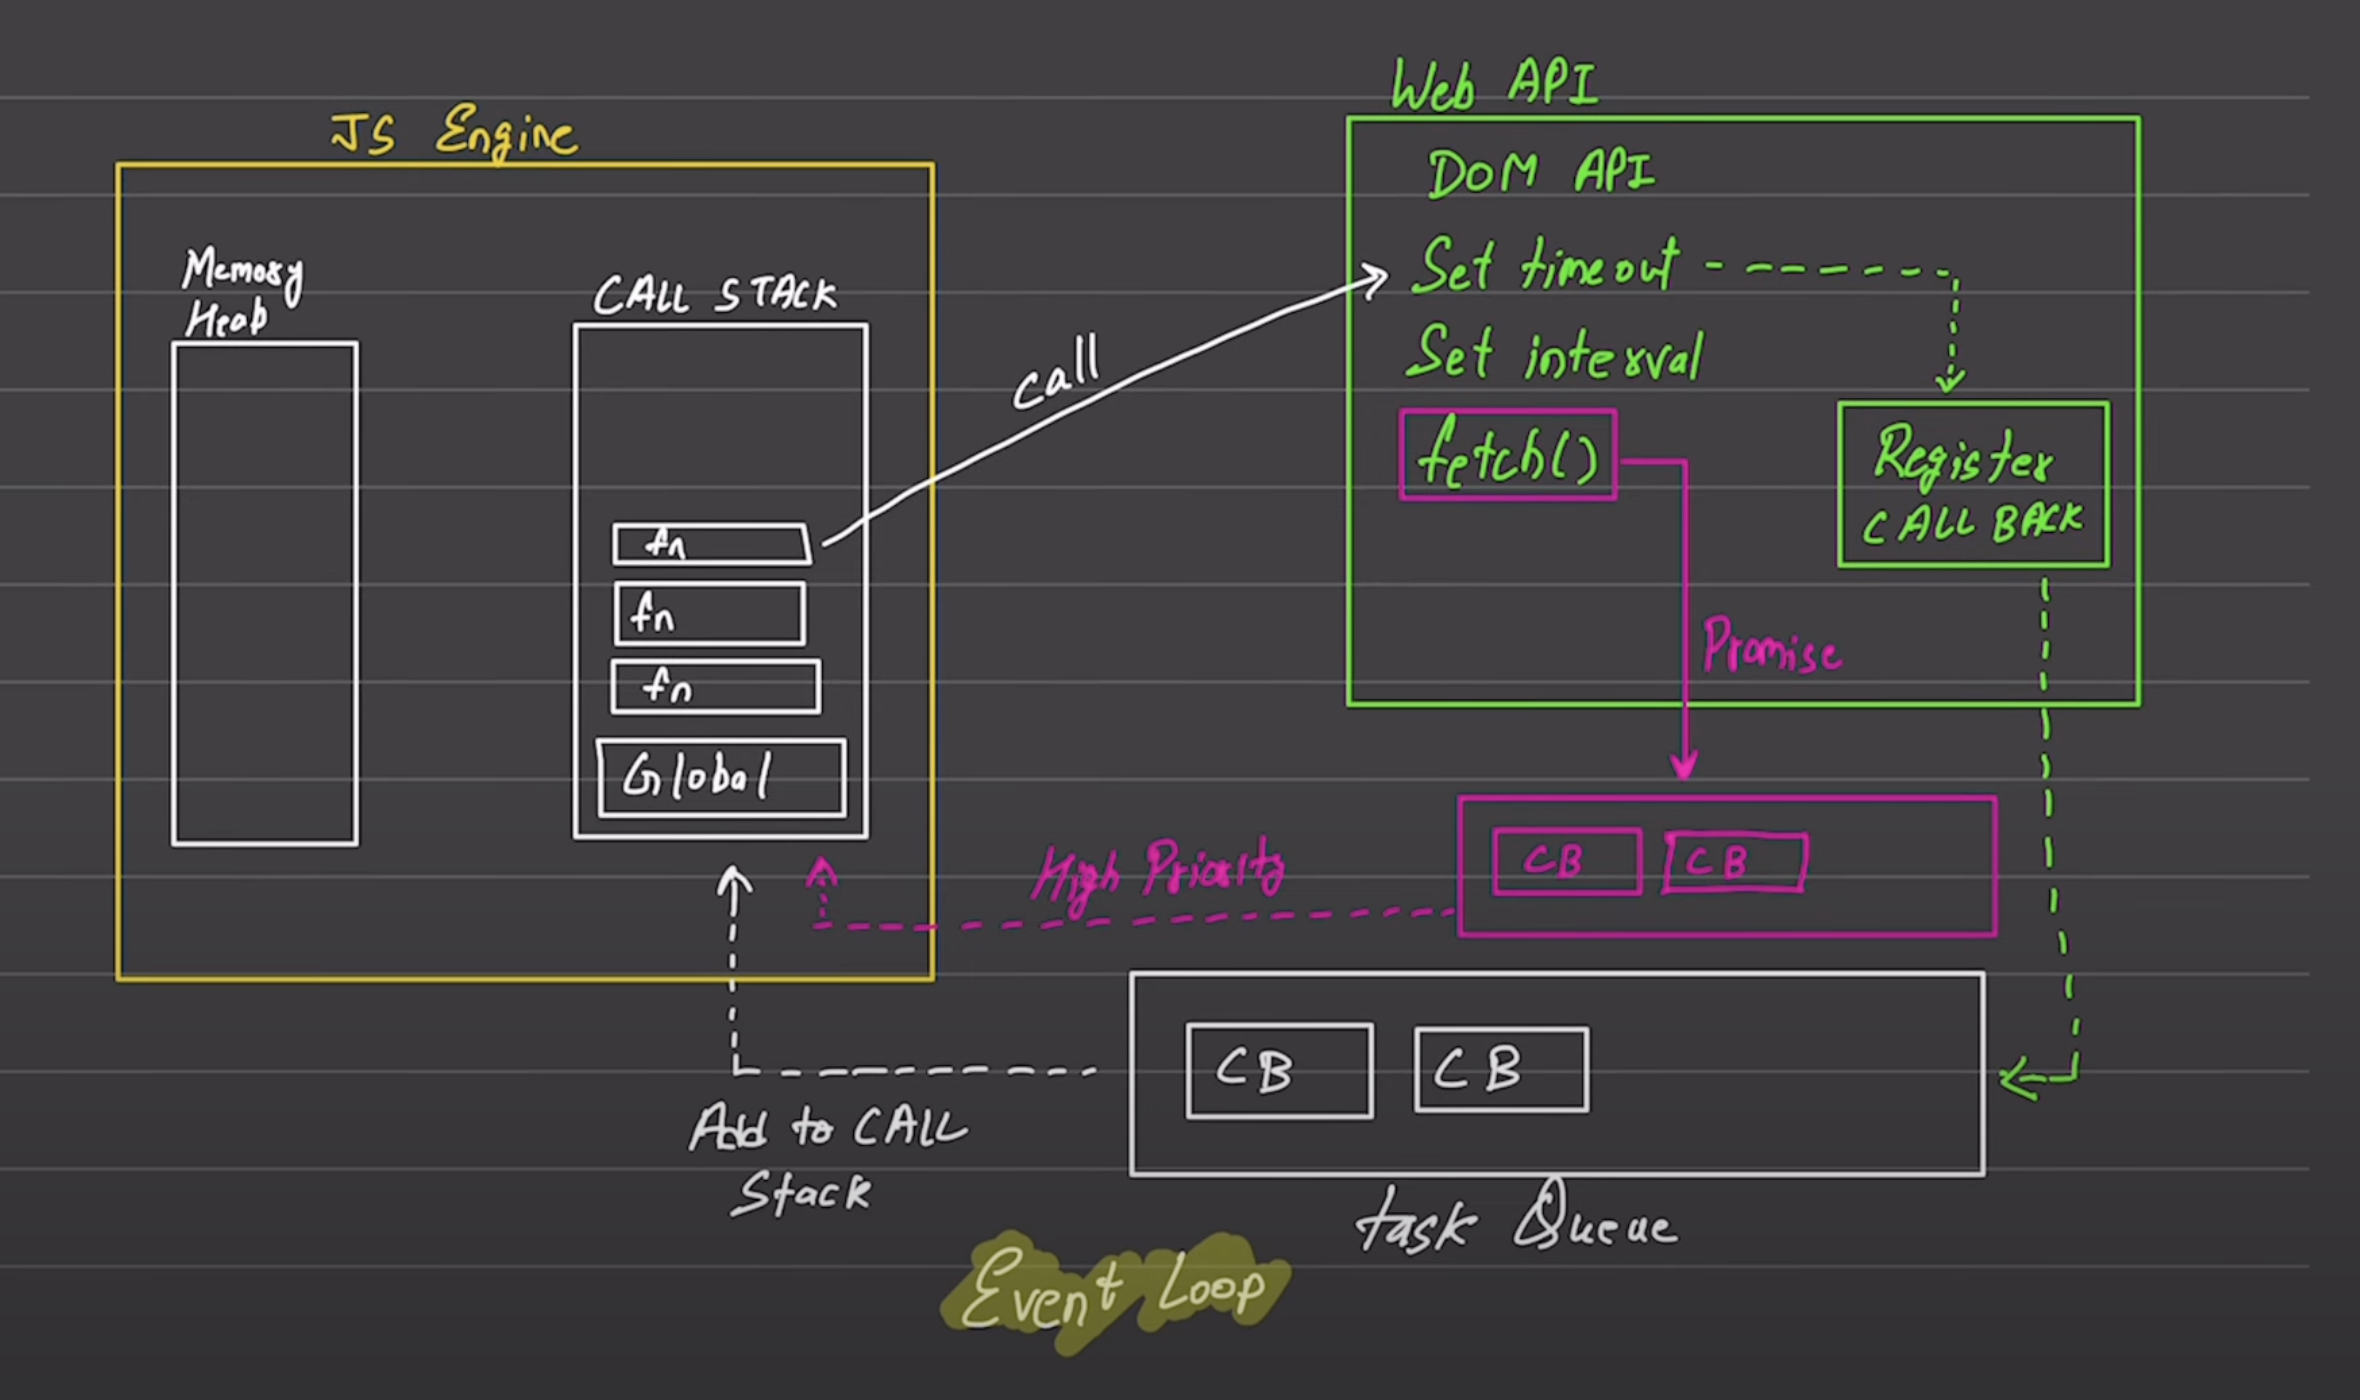 JS Engine
Memory
Heap
CALL STACK
fn
fn
fn
Global
call
Web API
DOM API
Set timeout
Set interval
fetch()
Register
CALL BACK
Promise
High Priority
CB CB
CB CB
Add to CALL
Stack
task Queue
Event Loop